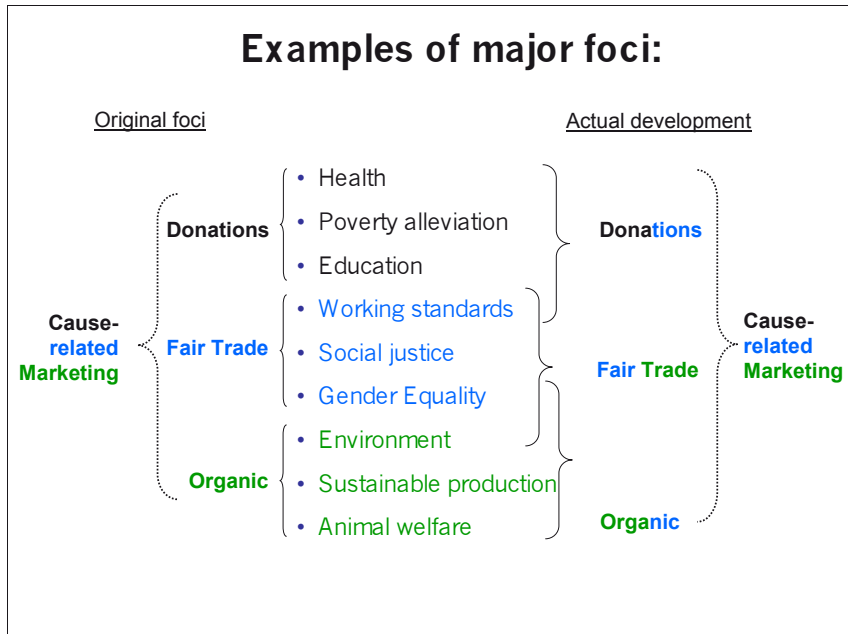 Examples of major foci:
Original foci
Actual development
• Health
Donations
• Poverty alleviation
Donations
• Education
• Working standards
Cause-
related
Marketing
Fair Trade
• Social justice
Fair Trade
Cause-
related
Marketing
• Gender Equality
• Environment
Organic
• Sustainable production
• Animal welfare
Organic